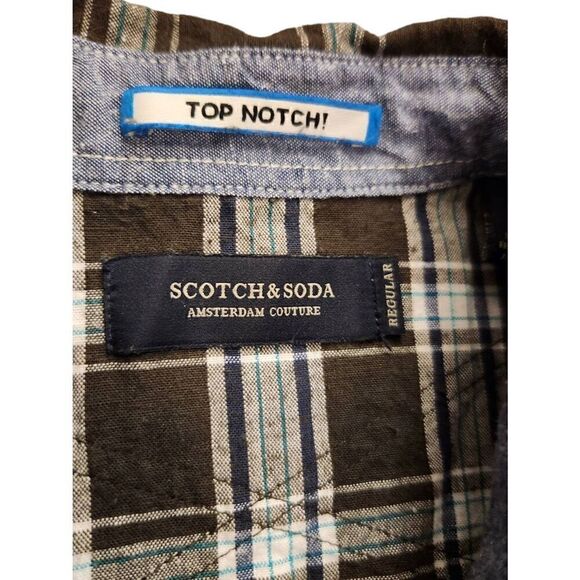 TOP NOTCH!
SCOTCH & SODA
AMSTERDAM COUTURE
REGULAR